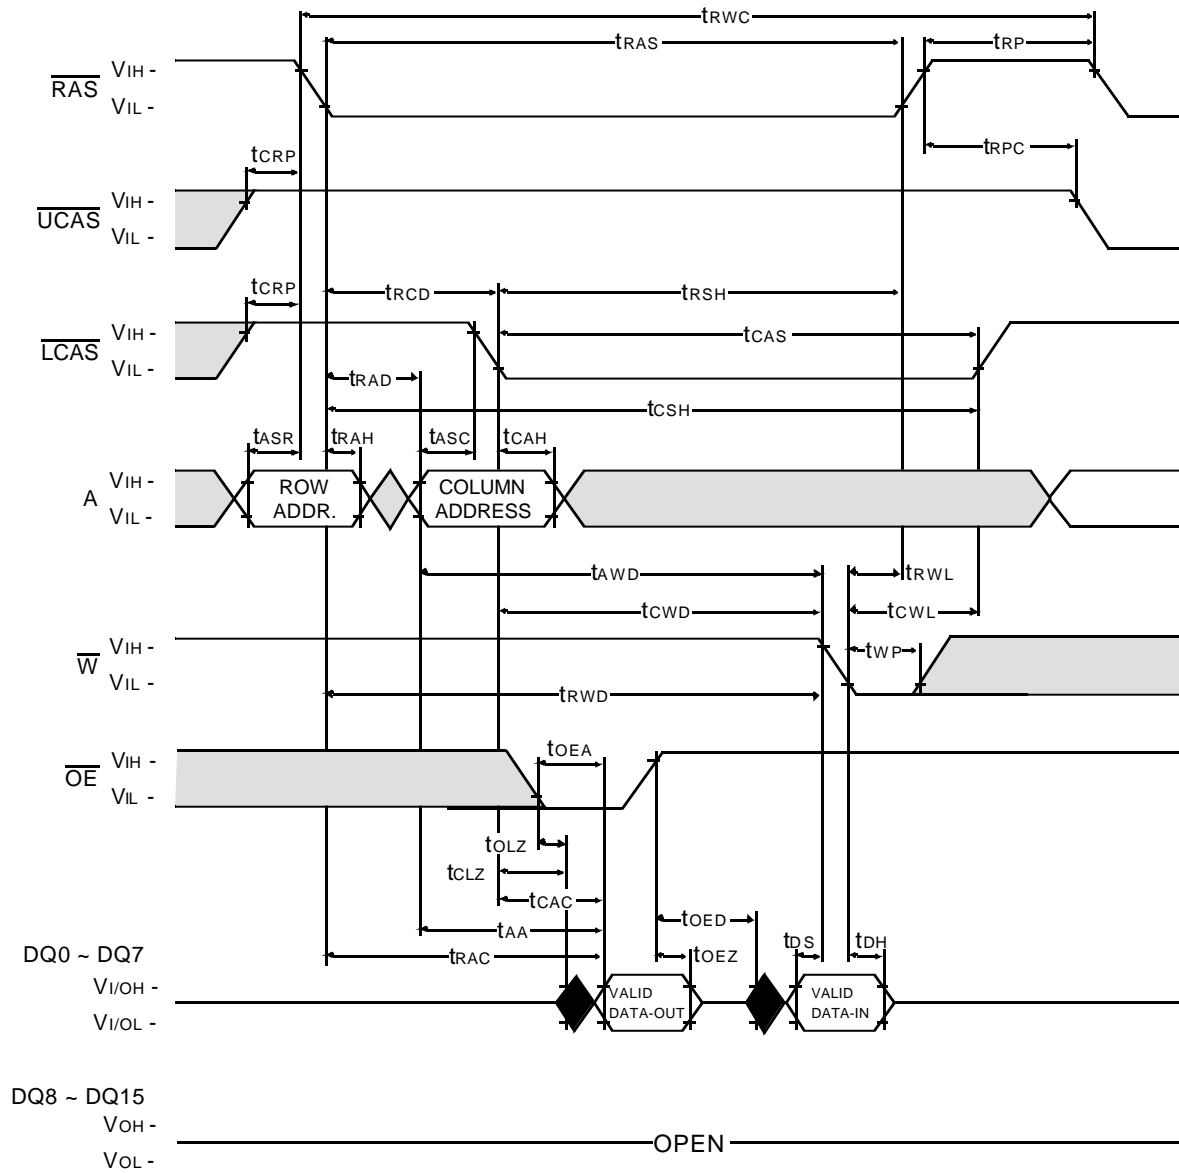 tRWC
tRAS
tRP
RAS
VIH -
VIL -
tRPC
tCRP
UCAS
VIH -
VIL -
tCRP
tRCD
tRSH
LCAS
VIH -
VIL -
tCAS
tRAD
tCSH
tASR
tRAH
tASC
tCAH
A
VIH -
VIL -
ROW
ADDR.
COLUMN
ADDRESS
tAWD
tRWL
tCWD
tCWL
W
VIH -
VIL -
tWP
tRWD
OE
VIH -
VIL -
tOEA
tOLZ
tCLZ
tCAC
tOED
tAA
tDS
tDH
tRAC
tOEZ
DQ0 ~ DQ7
VI/OH -
VI/OL -
VALID
DATA-OUT
VALID
DATA-IN
DQ8 ~ DQ15
VOH -
VOL -
OPEN